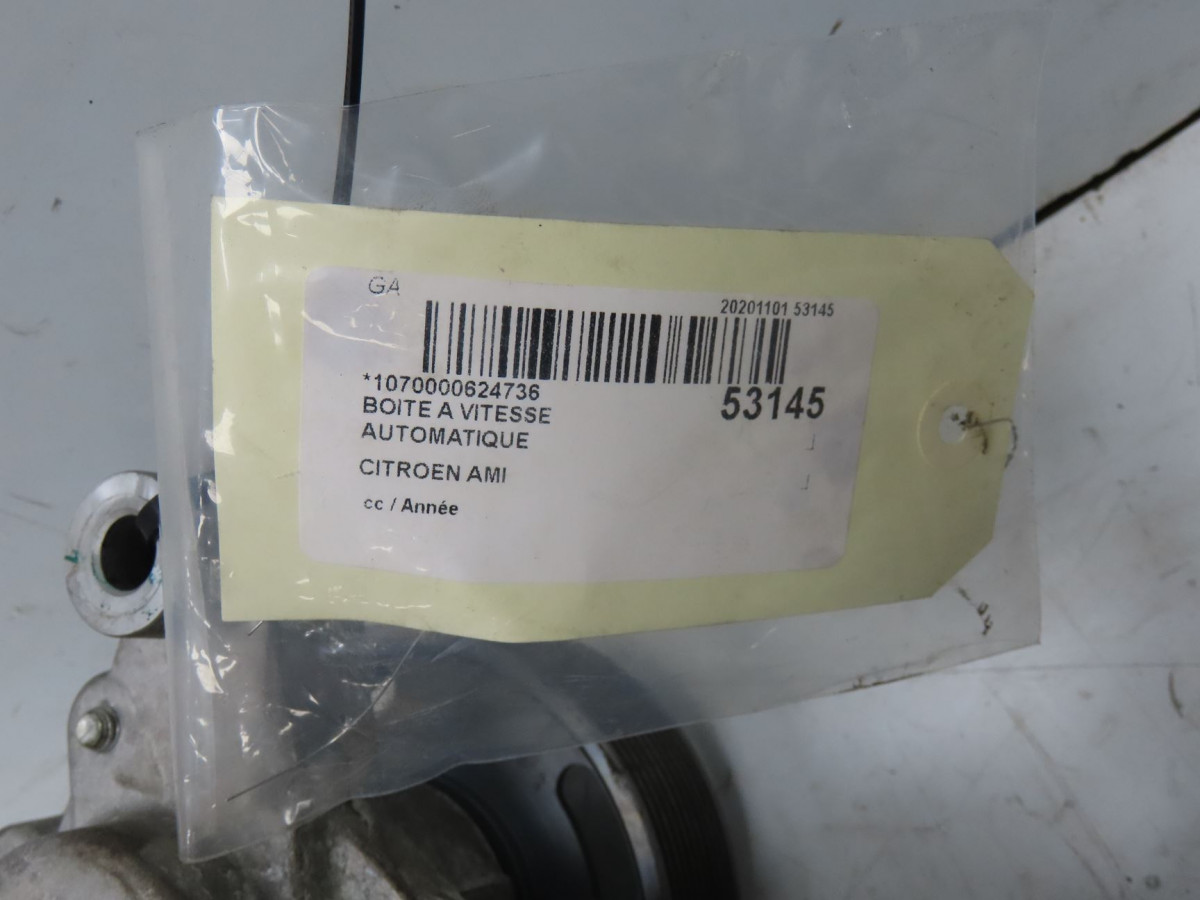 GA
20201101 53145
*1070000624736
53145
BOITE A VITESSE
AUTOMATIQUE
CITROEN AMI
cc / Année